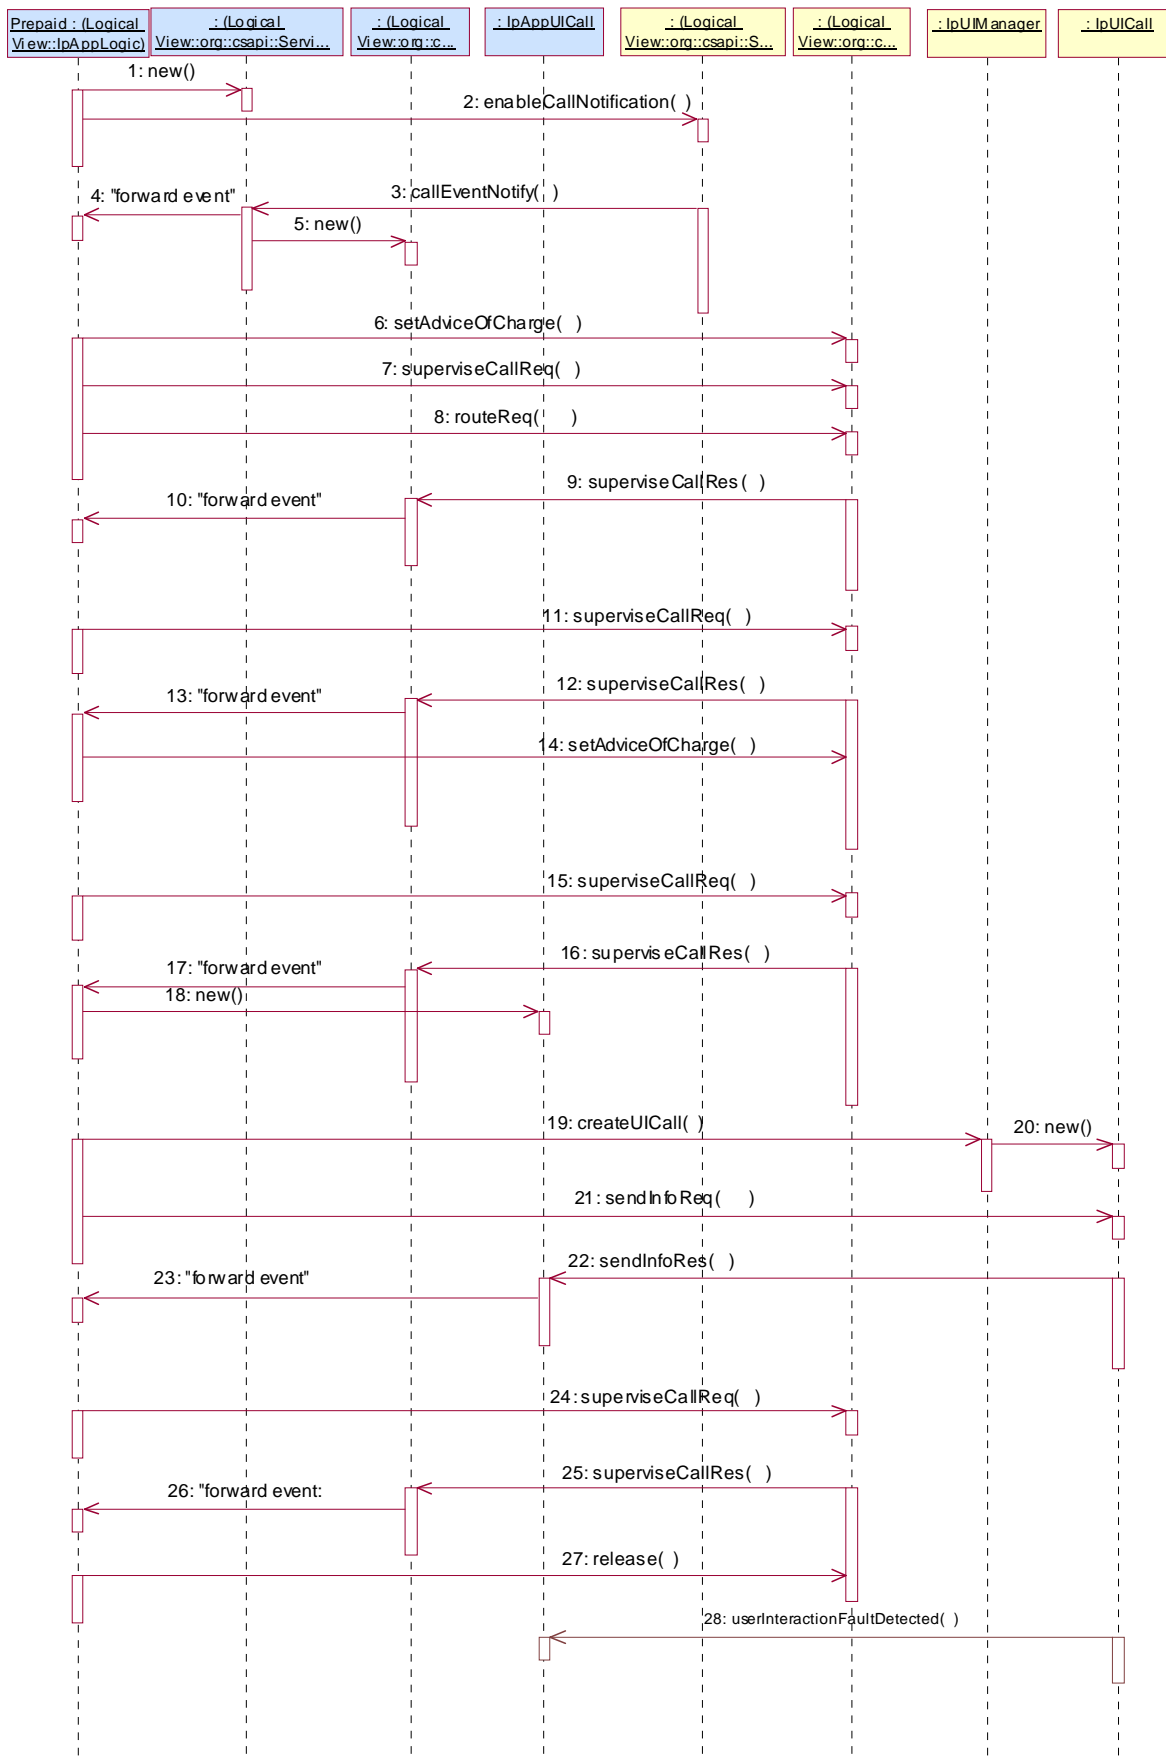 Prepaid : (Logical
View::IpAppLogic)
: (Logical
View::org::csapi::Servi...
: (Logical
View::org::c...
: IpAppUICall
: (Logical
View::org::csapi::S...
: (Logical
View::org::c...
: IpUIManager
: IpUICall
1: new()
2: enableCallNotification( )
3: callEventNotify( )
4: "forward event"
5: new()
6: setAdviceOfCharge( )
7: superviseCallReq( )
8: routeReq( )
9: superviseCallRes( )
10: "forward event"
11: superviseCallReq( )
12: superviseCallRes( )
13: "forward event"
14: setAdviceOfCharge( )
15: superviseCallReq( )
16: superviseCallRes( )
17: "forward event"
18: new()
19: createUICall( )
20: new()
21: sendInfoReq( )
22: sendInfoRes( )
23: "forward event"
24: superviseCallReq( )
25: superviseCallRes( )
26: "forward event:
27: release( )
28: userInteractionFaultDetected( )